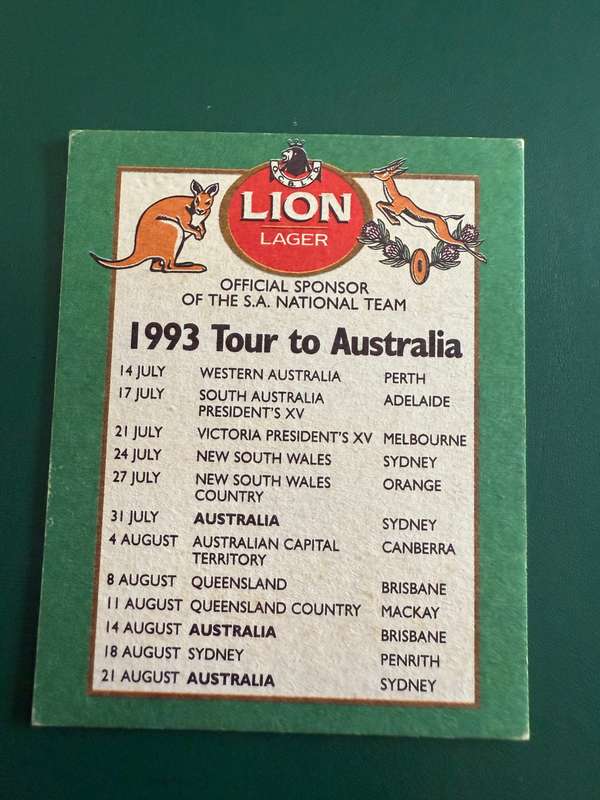 LION
LAGER
OFFICIAL SPONSOR
OF THE S.A. NATIONAL TEAM
1993 Tour to Australia
14 JULY WESTERN AUSTRALIA PERTH
17 JULY SOUTH AUSTRALIA ADELAIDE
PRESIDENT'S XV
21 JULY VICTORIA PRESIDENT'S XV MELBOURNE
24 JULY NEW SOUTH WALES SYDNEY
27 JULY NEW SOUTH WALES ORANGE
COUNTRY
31 JULY AUSTRALIA SYDNEY
4 AUGUST AUSTRALIAN CAPITAL CANBERRA
TERRITORY
8 AUGUST QUEENSLAND BRISBANE
11 AUGUST QUEENSLAND COUNTRY MACKAY
14 AUGUST AUSTRALIA BRISBANE
18 AUGUST SYDNEY PENRITH
21 AUGUST AUSTRALIA SYDNEY